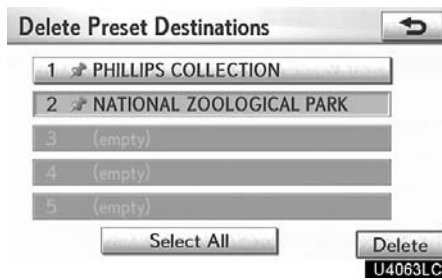 Delete Preset Destinations
1 PHILLIPS COLLECTION
2 NATIONAL ZOOLOGICAL PARK
3 (empty)
4 (empty)
5 (empty)
Select All
Delete
U4063LC